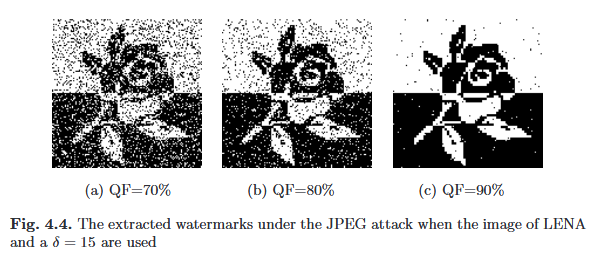 (a) QF=70% (b) QF=80% (c) QF=90%
Fig. 4.4. The extracted watermarks under the JPEG attack when the image of LENA
and a δ = 15 are used